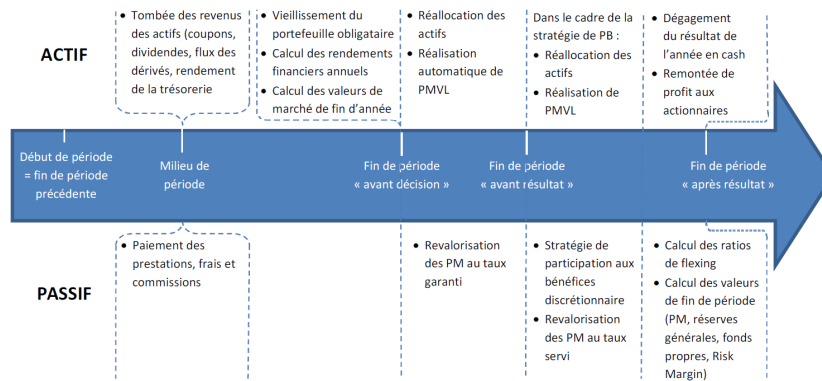 ACTIF
• Tombée des revenus
des actifs (coupons,
dividendes, flux des
dérivés, rendement
de la trésorerie
• Vieillissement du
portefeuille obligataire
• Calcul des rendements
financiers annuels
• Calcul des valeurs de
marché de fin d’année
• Réallocation des
actifs
• Réalisation
automatique de
PMVL
Dans le cadre de la
stratégie de PB :
• Réallocation des
actifs
• Réalisation de
PMVL
• Dégagement
du résultat de
l’année en cash
• Remontée de
profit aux
actionnaires
Début de période
= fin de période
précédente
Milieu de
période
Fin de période
« avant décision »
Fin de période
« avant résultat »
Fin de période
« après résultat »
PASSIF
• Paiement des
prestations, frais et
commissions
Revalorisation
des PM au taux
garanti
• Stratégie de
participation aux
bénéfices
discrétionnaire
• Revalorisation
des PM au taux
servi
• Calcul des ratios
de flexing
• Calcul des valeurs
de fin de période
(PM, réserves
générales, fonds
propres, Risk
Margin)